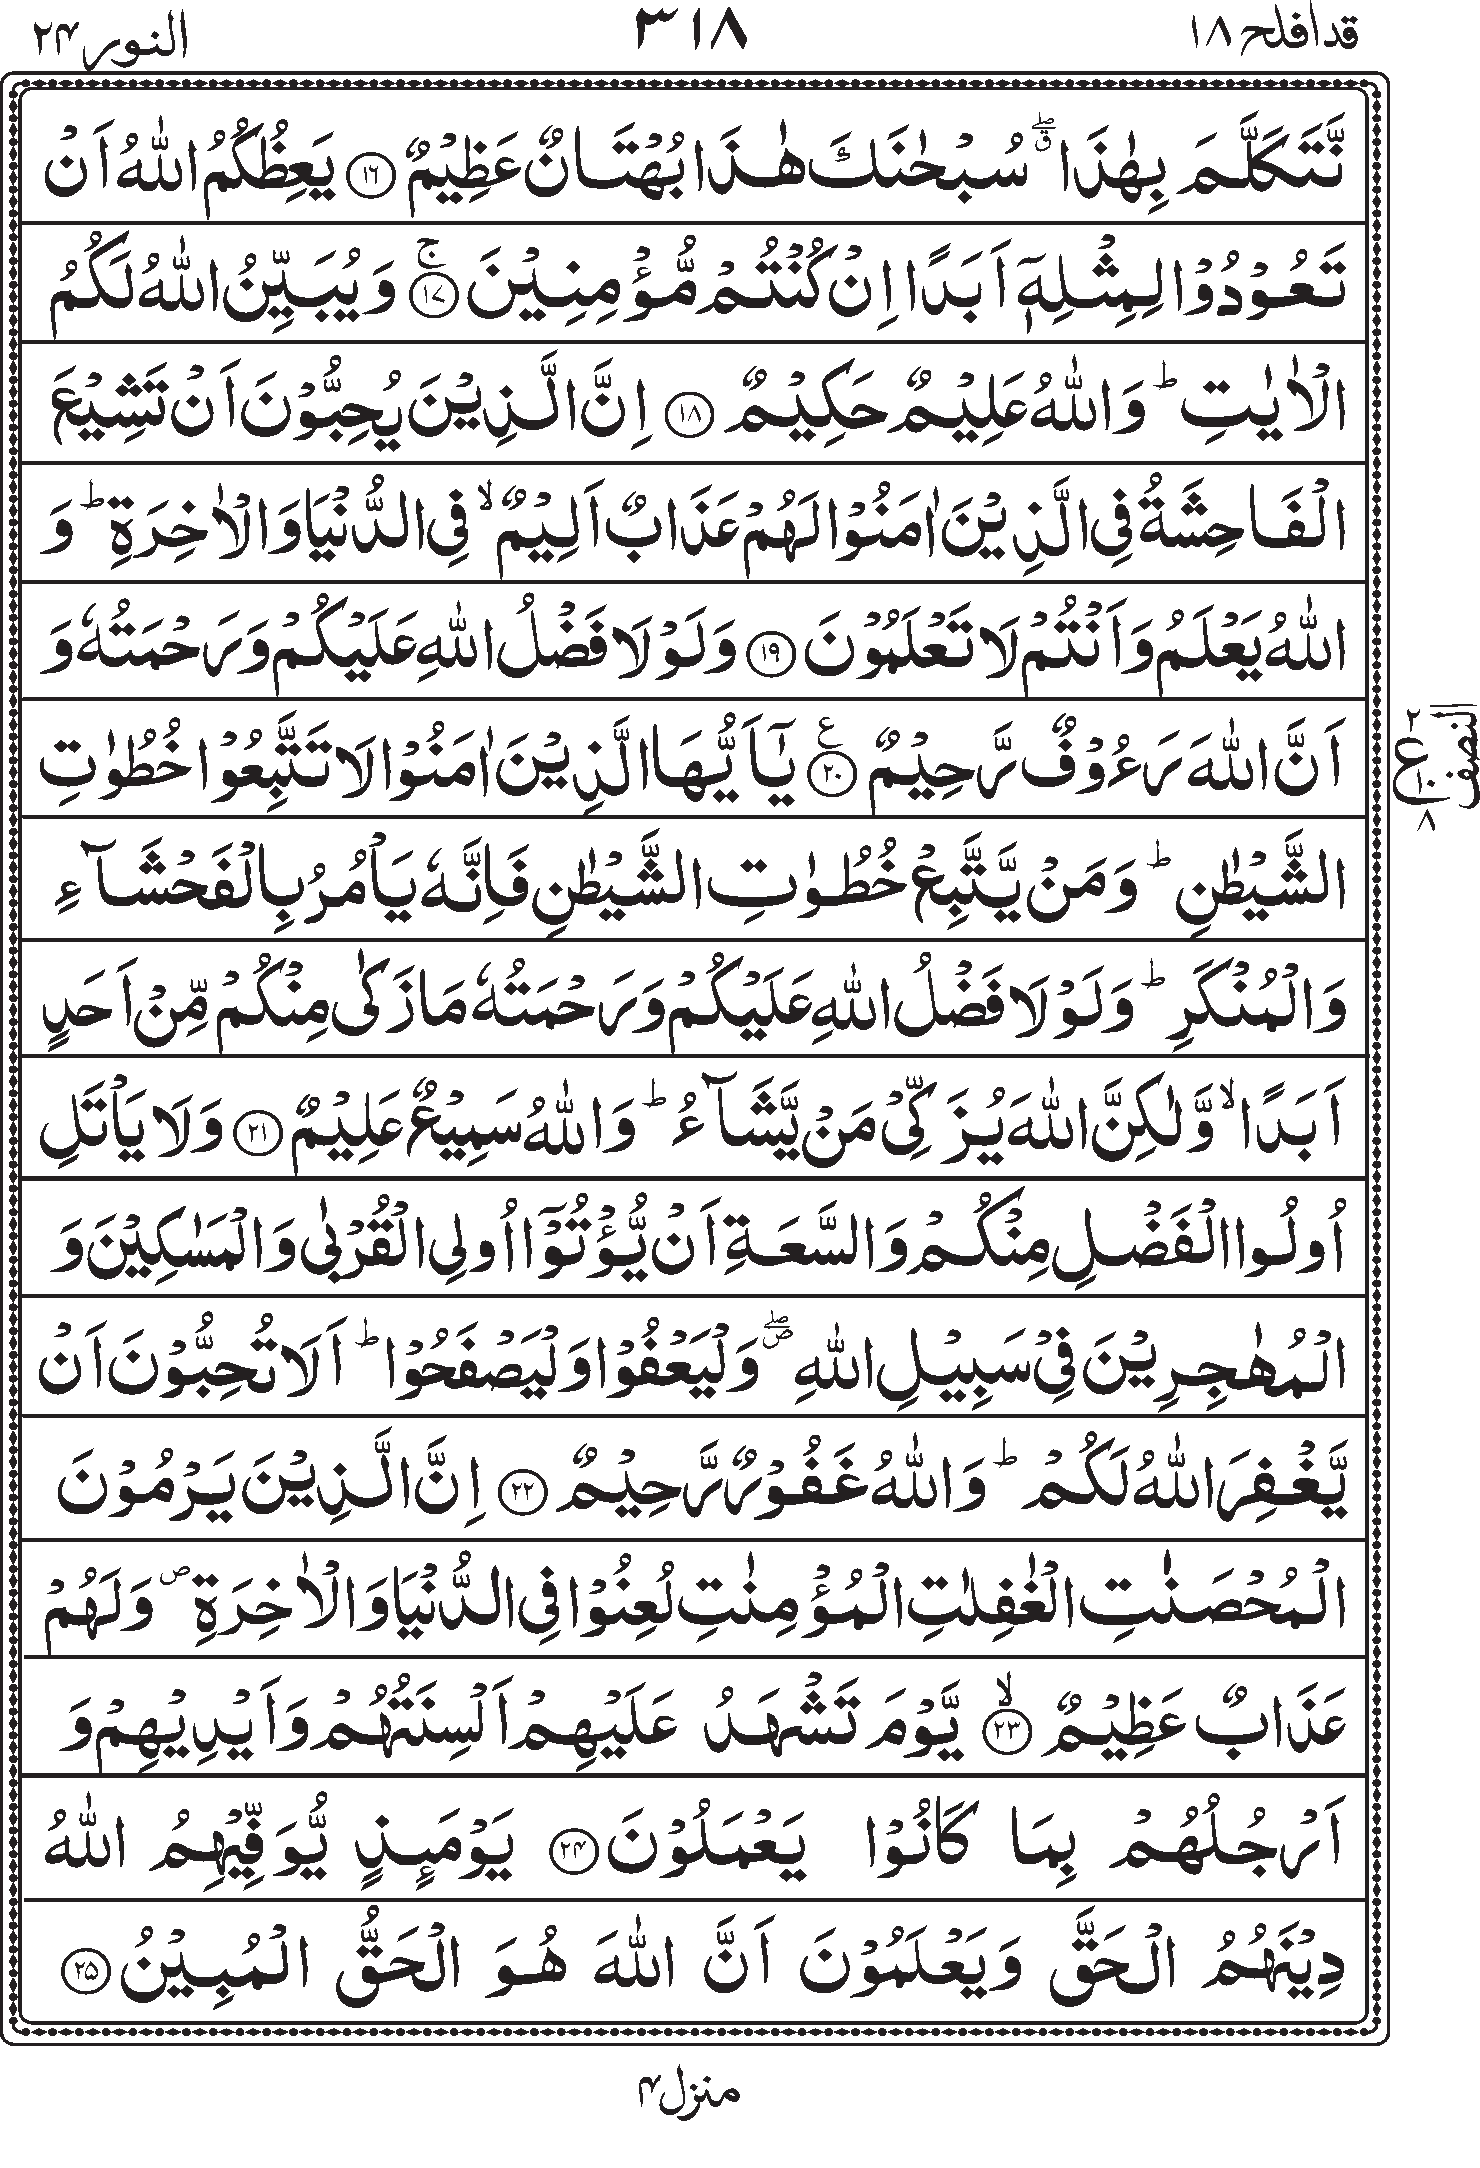 قدافلح ۱۸
۳۱۸
النور ۲۴
نَّتَكَلَّمَ بِهٰذَا ۖۗ سُبْحٰنَكَ هٰذَا بُهْتَانٌ عَظِيْمٌ ۝۱۶ يَعِظُكُمُ اللّٰهُ اَنْ
تَعُوْدُوْا لِمِثْلِهٖۤ اَبَدًا اِنْ كُنْتُمْ مُّؤْمِنِيْنَ ۝۱۷ۚ وَيُبَيِّنُ اللّٰهُ لَكُمُ
الْاٰيٰتِ ؕ وَاللّٰهُ عَلِيْمٌ حَكِيْمٌ ۝۱۸ اِنَّ الَّذِيْنَ يُحِبُّوْنَ اَنْ تَشِيْعَ
الْفَاحِشَةُ فِى الَّذِيْنَ اٰمَنُوْا لَهُمْ عَذَابٌ اَلِيْمٌ ۙ فِى الدُّنْيَا وَالْاٰخِرَةِ ؕ وَ
اللّٰهُ يَعْلَمُ وَاَنْتُمْ لَا تَعْلَمُوْنَ ۝۱۹ وَلَوْلَا فَضْلُ اللّٰهِ عَلَيْكُمْ وَرَحْمَتُهٗ وَ
اَنَّ اللّٰهَ رَءُوْفٌ رَّحِيْمٌ ۝۲۰ع يٰۤاَيُّهَا الَّذِيْنَ اٰمَنُوْا لَا تَتَّبِعُوْا خُطُوٰتِ
النصف
۲
ع
۱۰
۸
الشَّيْطٰنِ ؕ وَمَنْ يَّتَّبِعْ خُطُوٰتِ الشَّيْطٰنِ فَاِنَّهٗ يَاْمُرُ بِالْفَحْشَآءِ
وَالْمُنْكَرِ ؕ وَلَوْلَا فَضْلُ اللّٰهِ عَلَيْكُمْ وَرَحْمَتُهٗ مَا زَكٰى مِنْكُمْ مِّنْ اَحَدٍ
اَبَدًا ۙ وَّلٰكِنَّ اللّٰهَ يُزَكِّىْ مَنْ يَّشَآءُ ؕ وَاللّٰهُ سَمِيْعٌ عَلِيْمٌ ۝۲۱ وَلَا يَاْتَلِ
اُولُوا الْفَضْلِ مِنْكُمْ وَالسَّعَةِ اَنْ يُّؤْتُوْۤا اُولِى الْقُرْبٰى وَالْمَسٰكِيْنَ وَ
الْمُهٰجِرِيْنَ فِىْ سَبِيْلِ اللّٰهِ ۖ وَلْيَعْفُوْا وَلْيَصْفَحُوْا ؕ اَلَا تُحِبُّوْنَ اَنْ
يَّغْفِرَ اللّٰهُ لَكُمْ ؕ وَاللّٰهُ غَفُوْرٌ رَّحِيْمٌ ۝۲۲ اِنَّ الَّذِيْنَ يَرْمُوْنَ
الْمُحْصَنٰتِ الْغٰفِلٰتِ الْمُؤْمِنٰتِ لُعِنُوْا فِى الدُّنْيَا وَالْاٰخِرَةِ ص وَلَهُمْ
عَذَابٌ عَظِيْمٌ ۝۲۳ۙ يَّوْمَ تَشْهَدُ عَلَيْهِمْ اَلْسِنَتُهُمْ وَاَيْدِيْهِمْ وَ
اَرْجُلُهُمْ بِمَا كَانُوْا يَعْمَلُوْنَ ۝۲۴ يَوْمَئِذٍ يُّوَفِّيْهِمُ اللّٰهُ
دِيْنَهُمُ الْحَقَّ وَيَعْلَمُوْنَ اَنَّ اللّٰهَ هُوَ الْحَقُّ الْمُبِيْنُ ۝۲۵
منزل ۴